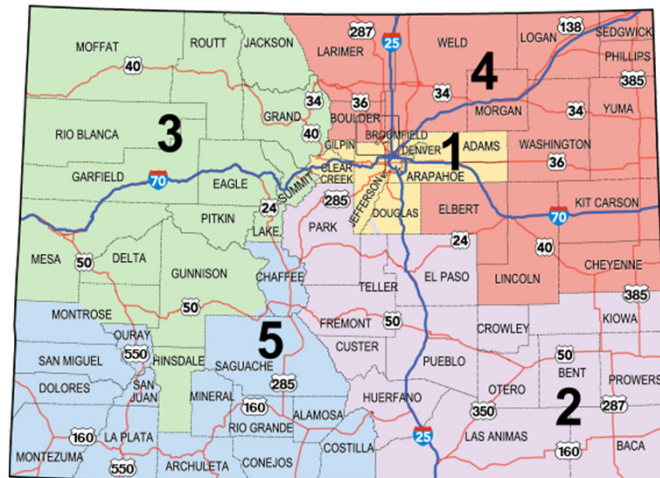 MOFFAT
ROUTT
JACKSON
LARIMER
287
25
WELD
LOGAN
138
SEDGWICK
PHILLIPS
385
40
4
34
36
34
MORGAN
34
YUMA
RIO BLANCA
3
GRAND
40
BOULDER
BROOMFIELD
GILPIN
DENVER
1
ADAMS
WASHINGTON
36
GARFIELD
70
EAGLE
SUMMIT
CLEAR
CREEK
JEFFERSON
ARAPAHOE
PITKIN
24
LAKE
285
PARK
DOUGLAS
ELBERT
70
KIT CARSON
24
40
MESA
50
DELTA
GUNNISON
CHAFFEE
TELLER
EL PASO
LINCOLN
CHEYENNE
385
MONTROSE
50
FREMONT
50
CROWLEY
KIOWA
OURAY
550
HINSDALE
5
SAGUACHE
CUSTER
PUEBLO
50
BENT
SAN MIGUEL
DOLORES
SAN
JUAN
MINERAL
285
160
HUERFANO
OTERO
350
2
PROWERS
287
RIO GRANDE
ALAMOSA
160
LA PLATA
MONTEZUMA
550
ARCHULETA
CONEJOS
COSTILLA
25
LAS ANIMAS
160
BACA